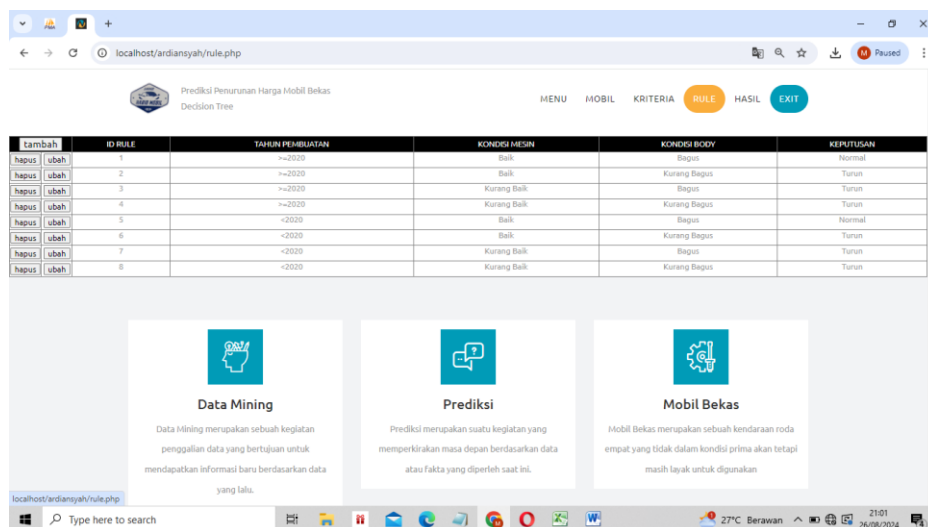 localhost/ardiansyah/rule.php
M Paused
Prediksi Penurunan Harga Mobil Bekas
Decision Tree
MENU MOBIL KRITERIA RULE HASIL EXIT
tambah ID RULE TAHUN PEMBUATAN KONDISI MESIN KONDISI BODY KEPUTUSAN
hapus ubah 1 >=2020 Baik Bagus Normal
hapus ubah 2 >=2020 Baik Kurang Bagus Turun
hapus ubah 3 >=2020 Kurang Baik Bagus Turun
hapus ubah 4 >=2020 Kurang Baik Kurang Bagus Turun
hapus ubah 5 <2020 Baik Bagus Normal
hapus ubah 6 <2020 Baik Kurang Bagus Turun
hapus ubah 7 <2020 Kurang Baik Bagus Turun
hapus ubah 8 <2020 Kurang Baik Kurang Bagus Turun
Data Mining
Data Mining merupakan sebuah kegiatan
penggalian data yang bertujuan untuk
mendapatkan informasi baru berdasarkan data
yang lalu.
Prediksi
Prediksi merupakan suatu kegiatan yang
memperkirakan masa depan berdasarkan data
atau fakta yang diperleh saat ini.
Mobil Bekas
Mobil Bekas merupakan sebuah kendaraan roda
empat yang tidak dalam kondisi prima akan tetapi
masih layak untuk digunakan
localhost/ardiansyah/rule.php
Type here to search
27°C Berawan
21:01
26/08/2024